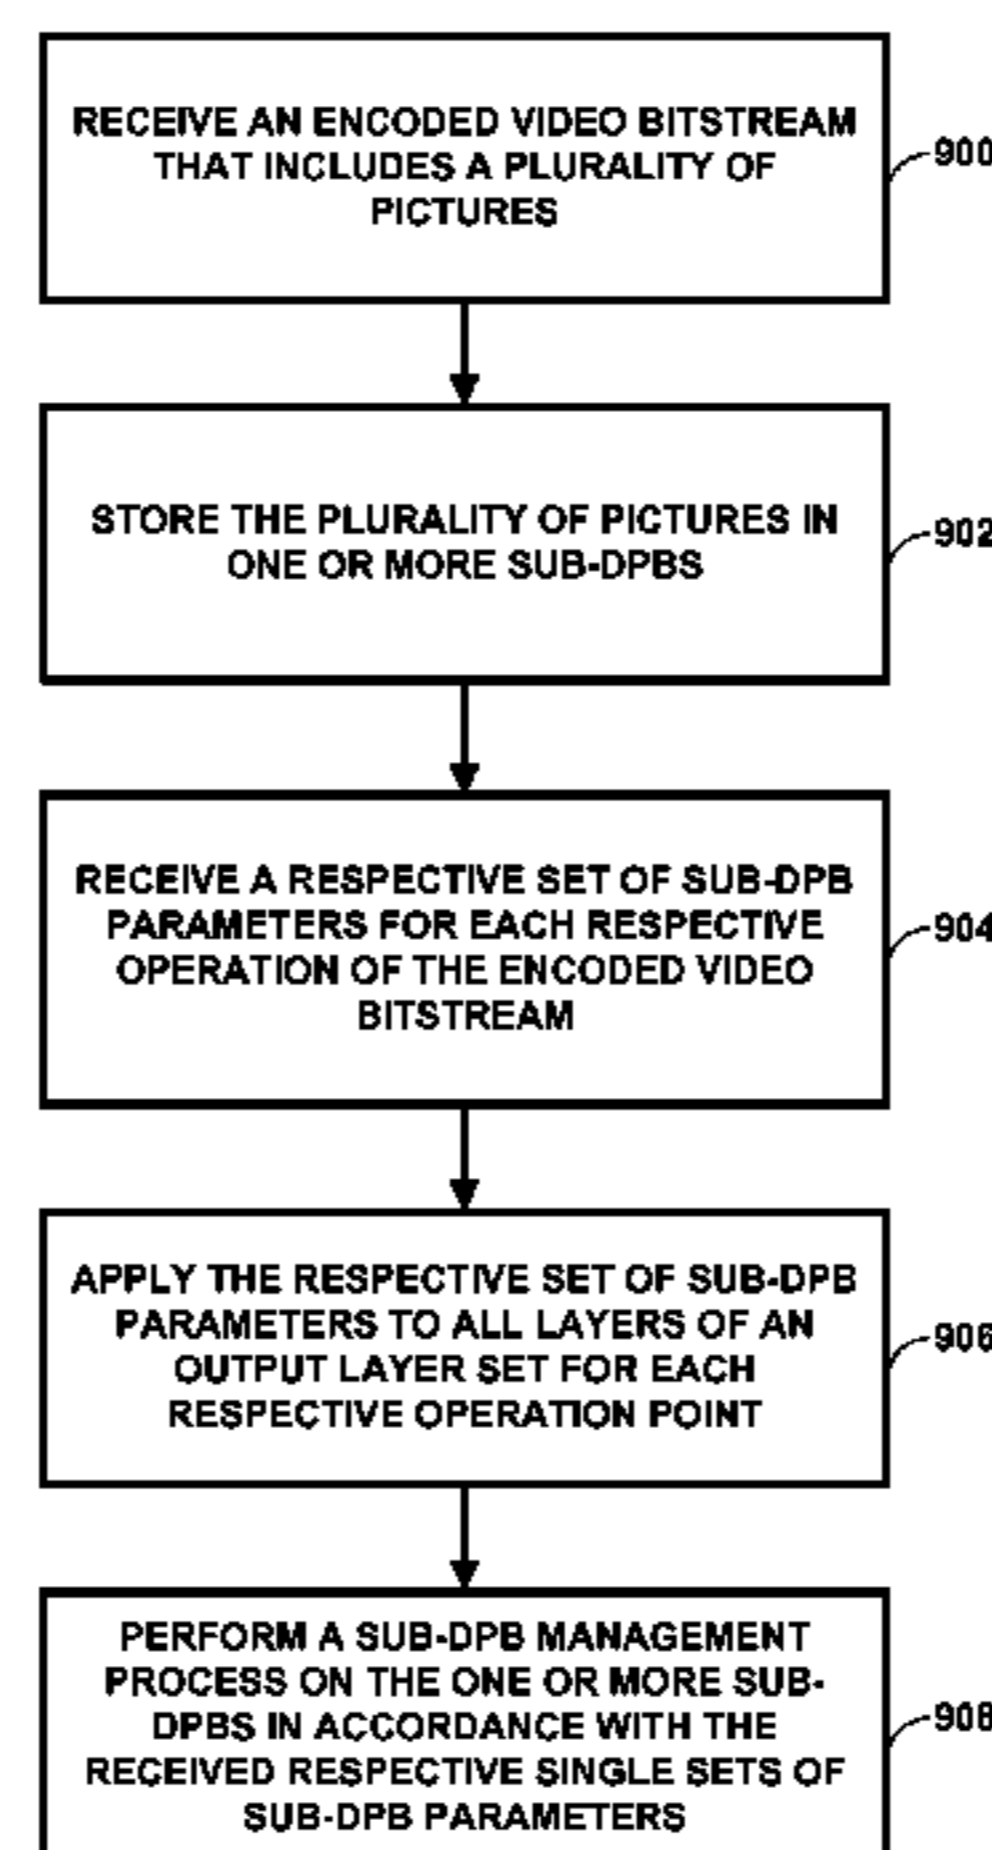 RECEIVE AN ENCODED VIDEO BITSTREAM
THAT INCLUDES A PLURALITY OF
PICTURES
900
STORE THE PLURALITY OF PICTURES IN
ONE OR MORE SUB-DPBS
902
RECEIVE A RESPECTIVE SET OF SUB-DPB
PARAMETERS FOR EACH RESPECTIVE
OPERATION OF THE ENCODED VIDEO
BITSTREAM
904
APPLY THE RESPECTIVE SET OF SUB-DPB
PARAMETERS TO ALL LAYERS OF AN
OUTPUT LAYER SET FOR EACH
RESPECTIVE OPERATION POINT
906
PERFORM A SUB-DPB MANAGEMENT
PROCESS ON THE ONE OR MORE SUB-
DPBS IN ACCORDANCE WITH THE
RECEIVED RESPECTIVE SINGLE SETS OF
SUB-DPB PARAMETERS
908